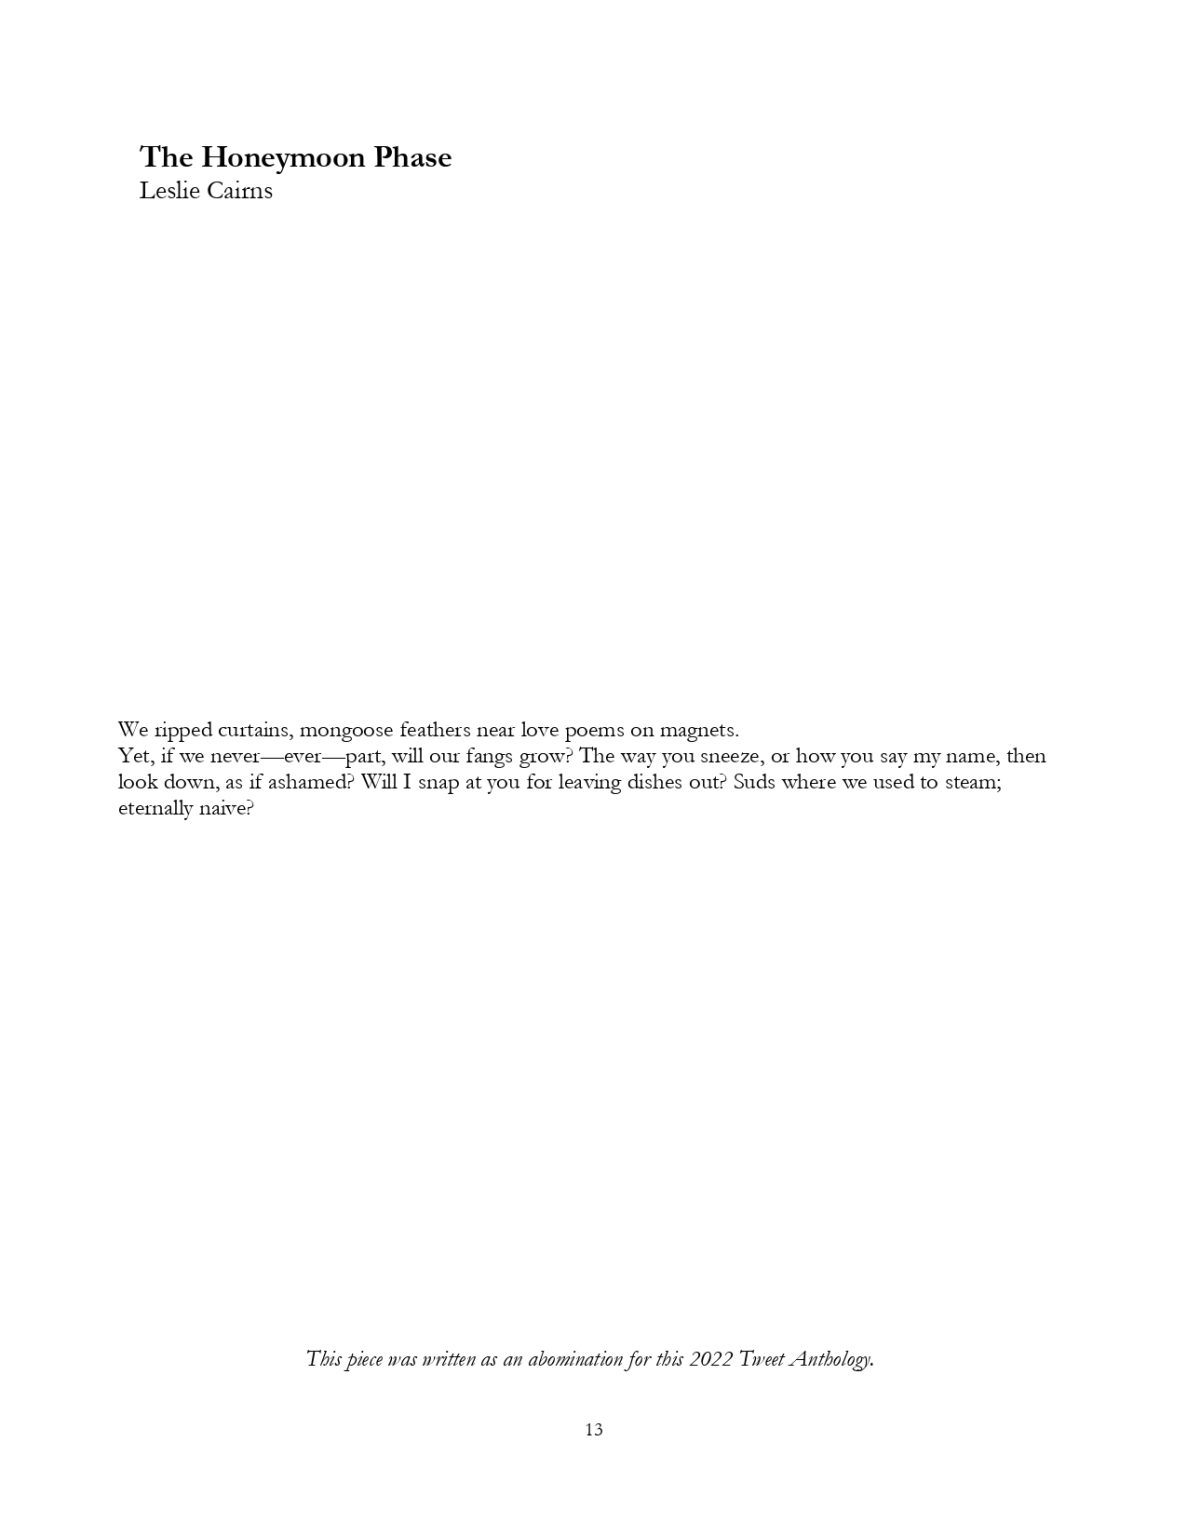 The Honeymoon Phase
Leslie Cairns
We ripped curtains, mongoose feathers near love poems on magnets.
Yet, if we never—ever—part, will our fangs grow? The way you sneeze, or how you say my name, then
look down, as if ashamed? Will I snap at you for leaving dishes out? Suds where we used to steam;
eternally naive?
This piece was written as an abomination for this 2022 Tweet Anthology.
13